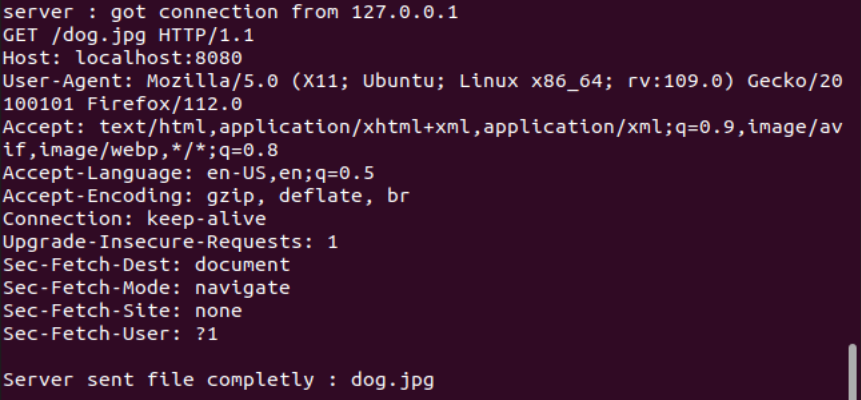 server : got connection from 127.0.0.1
GET /dog.jpg HTTP/1.1
Host: localhost:8080
User-Agent: Mozilla/5.0 (X11; Ubuntu; Linux x86_64; rv:109.0) Gecko/20
100101 Firefox/112.0
Accept: text/html,application/xhtml+xml,application/xml;q=0.9,image/av
if,image/webp,*/*;q=0.8
Accept-Language: en-US,en;q=0.5
Accept-Encoding: gzip, deflate, br
Connection: keep-alive
Upgrade-Insecure-Requests: 1
Sec-Fetch-Dest: document
Sec-Fetch-Mode: navigate
Sec-Fetch-Site: none
Sec-Fetch-User: ?1
Server sent file completly : dog.jpg